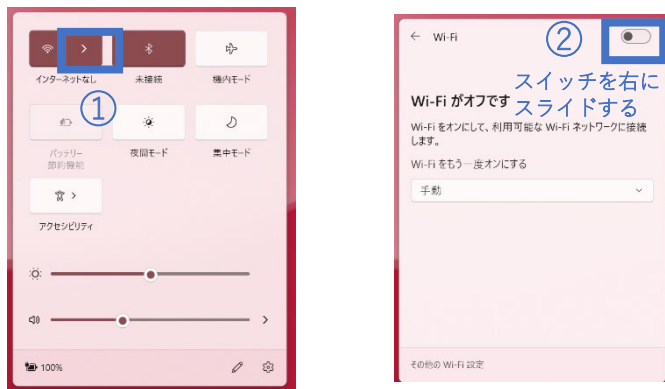 インターネットなし
未接続
機内モード
①
バッテリー
節約機能
夜間モード
集中モード
アクセシビリティ
100%
← Wi-Fi
②
スイッチを右に
スライドする
Wi-Fi がオフです
Wi-Fi をオンにして、利用可能な Wi-Fi ネットワークに接続
します。
Wi-Fi をもう一度オンにする
手動
その他の Wi-Fi 設定